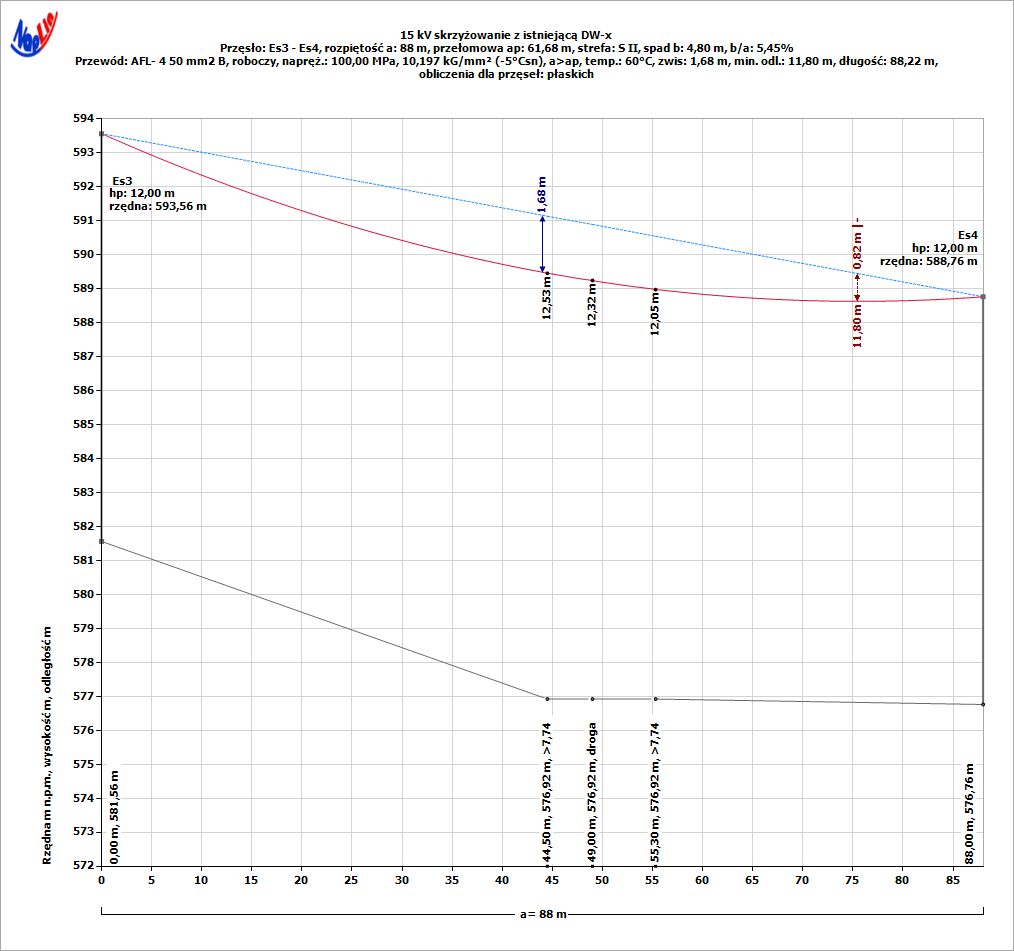 NapLio
15 kV skrzyżowanie z istniejącą DW-x
Przęsło: Es3 - Es4, rozpiętość a: 88 m, przełomowa ap: 61,68 m, strefa: S II, spad b: 4,80 m, b/a: 5,45%
Przewód: AFL- 4 50 mm2 B, roboczy, napręż.: 100,00 MPa, 10,197 kG/mm² (-5°Csn), a>ap, temp.: 60°C, zwis: 1,68 m, min. odl.: 11,80 m, długość: 88,22 m,
obliczenia dla przęseł: płaskich
594
593
592
591
590
589
588
587
586
585
584
583
582
581
580
579
578
577
576
575
574
573
572
Rzędna m n.p.m., wysokość m, odległość m
Es3
hp: 12,00 m
rzędna: 593,56 m
1,68 m
12,53 m
12,32 m
12,05 m
0,82 m |-
11,80 m
Es4
hp: 12,00 m
rzędna: 588,76 m
0,00 m, 581,56 m
44,50 m, 576,92 m, >7,74
49,00 m, 576,92 m, droga
55,30 m, 576,92 m, >7,74
88,00 m, 576,76 m
0 5 10 15 20 25 30 35 40 45 50 55 60 65 70 75 80 85
a= 88 m